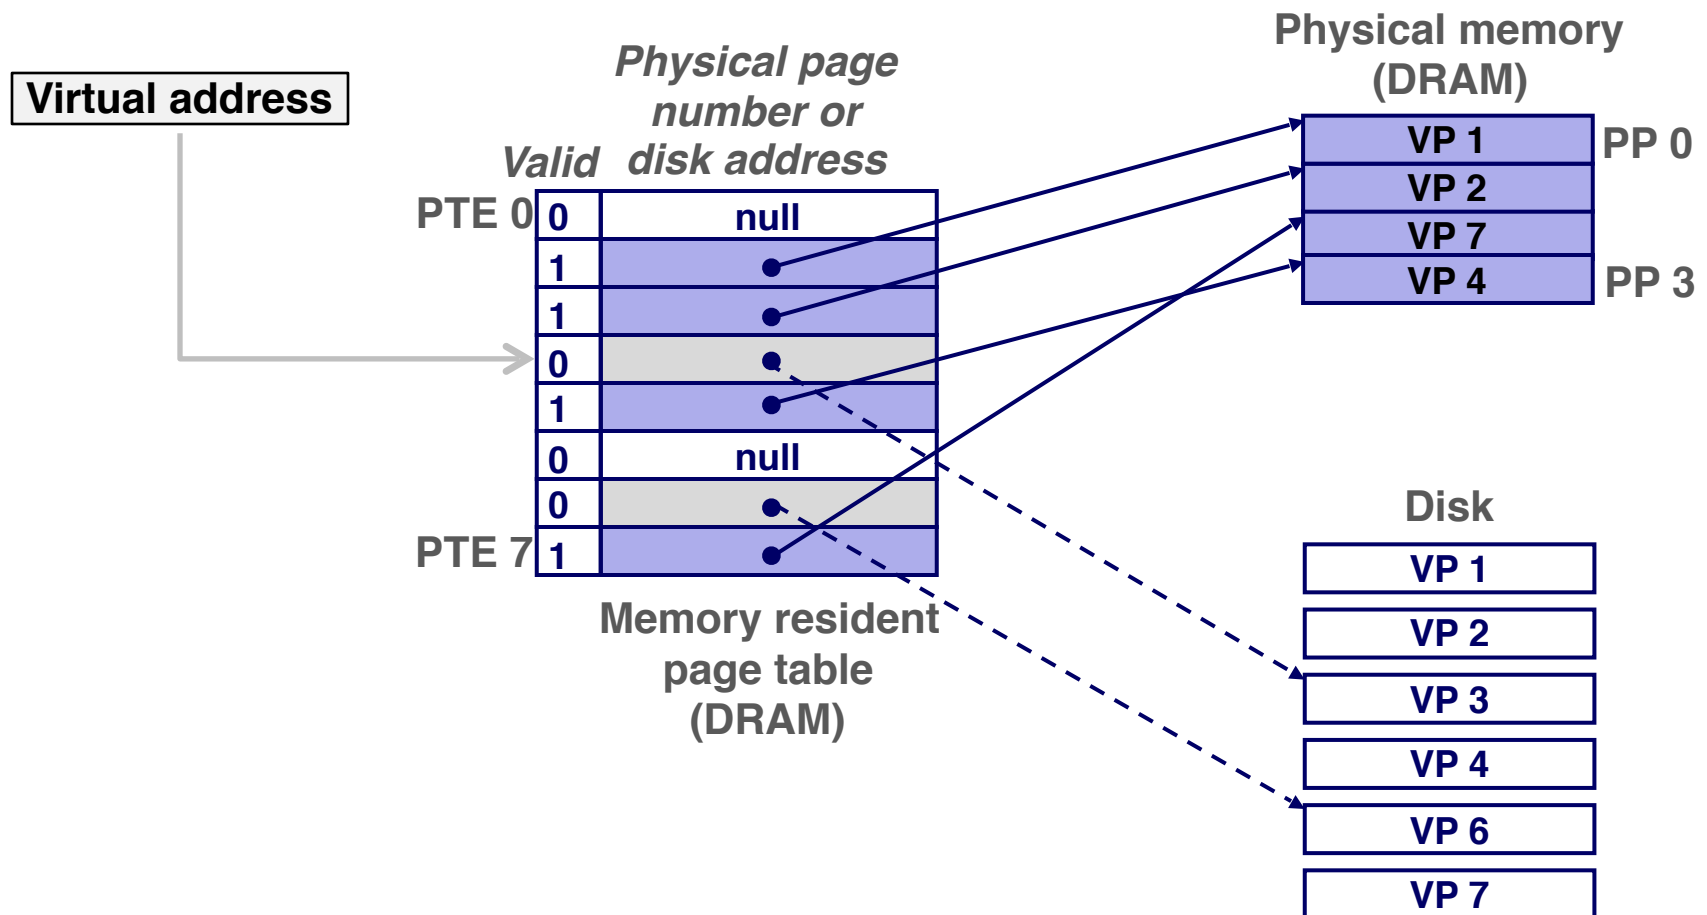 Virtual address
Physical page
number or
disk address
Valid
PTE 0
0
null
1
1
0
1
0
null
0
PTE 7
1
Memory resident
page table
(DRAM)
Physical memory
(DRAM)
VP 1
PP 0
VP 2
VP 7
VP 4
PP 3
Disk
VP 1
VP 2
VP 3
VP 4
VP 6
VP 7